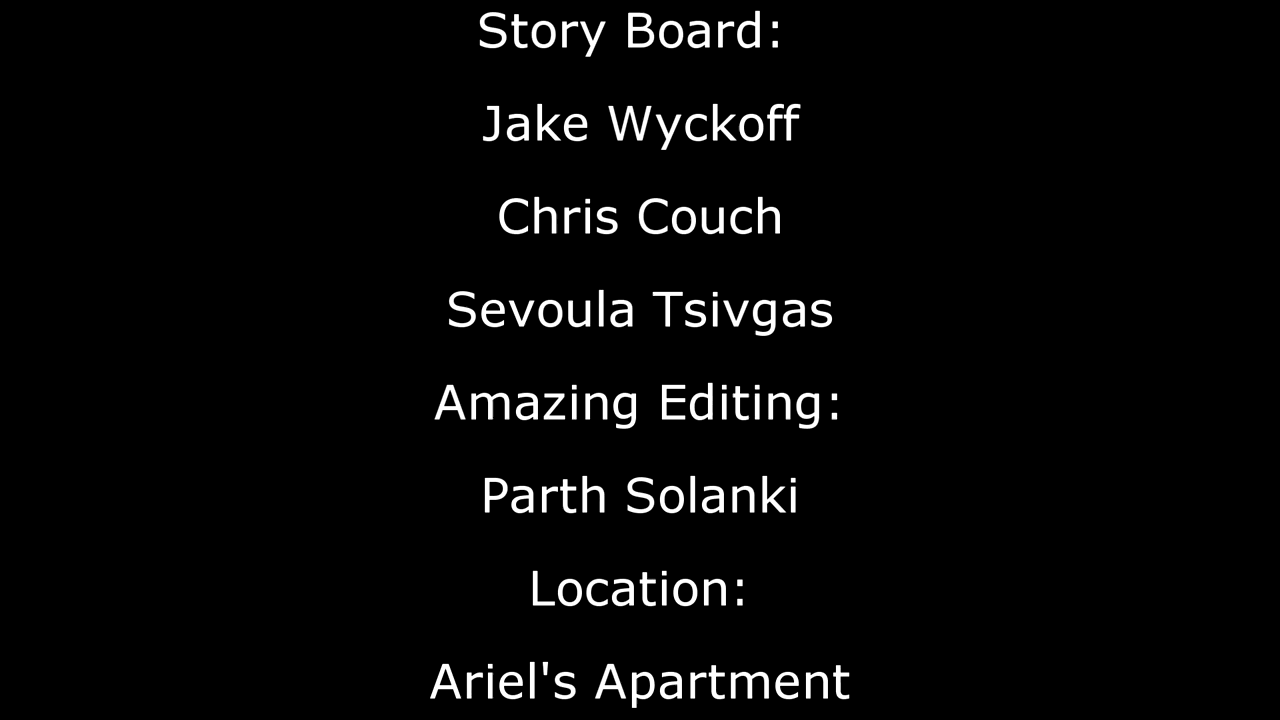 Story Board:
Jake Wyckoff
Chris Couch
Sevoula Tsivgas
Amazing Editing:
Parth Solanki
Location:
Ariel's Apartment